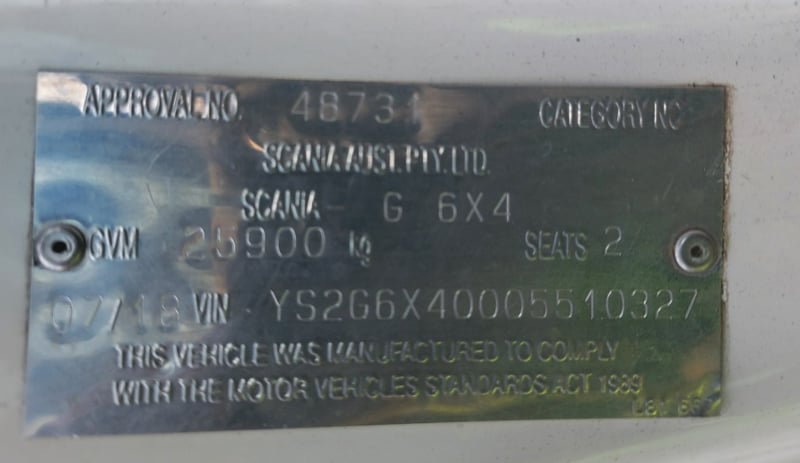 APPROVAL NO. 48731 CATEGORY NC
SCANIA AUST. PTY. LTD.
SCANIA - G 6X4
GVM 25900 kg SEATS 2
07/18 VIN YS2G6X40005510327
THIS VEHICLE WAS MANUFACTURED TO COMPLY
WITH THE MOTOR VEHICLES STANDARDS ACT 1989